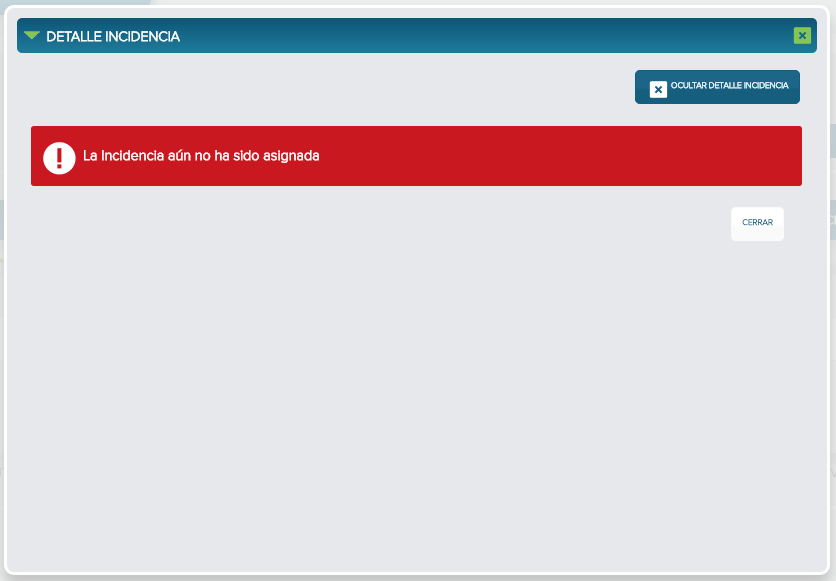 DETALLE INCIDENCIA
OCULTAR DETALLE INCIDENCIA
La Incidencia aún no ha sido asignada
CERRAR